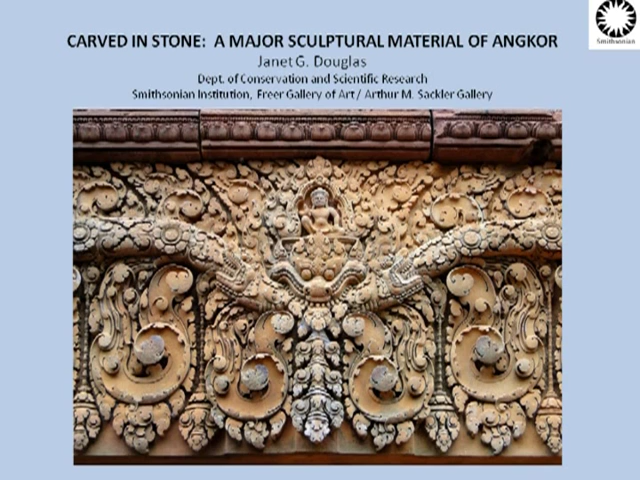 Smithsonian
CARVED IN STONE: A MAJOR SCULPTURAL MATERIAL OF ANGKOR
Janet G. Douglas
Dept. of Conservation and Scientific Research
Smithsonian Institution, Freer Gallery of Art / Arthur M. Sackler Gallery